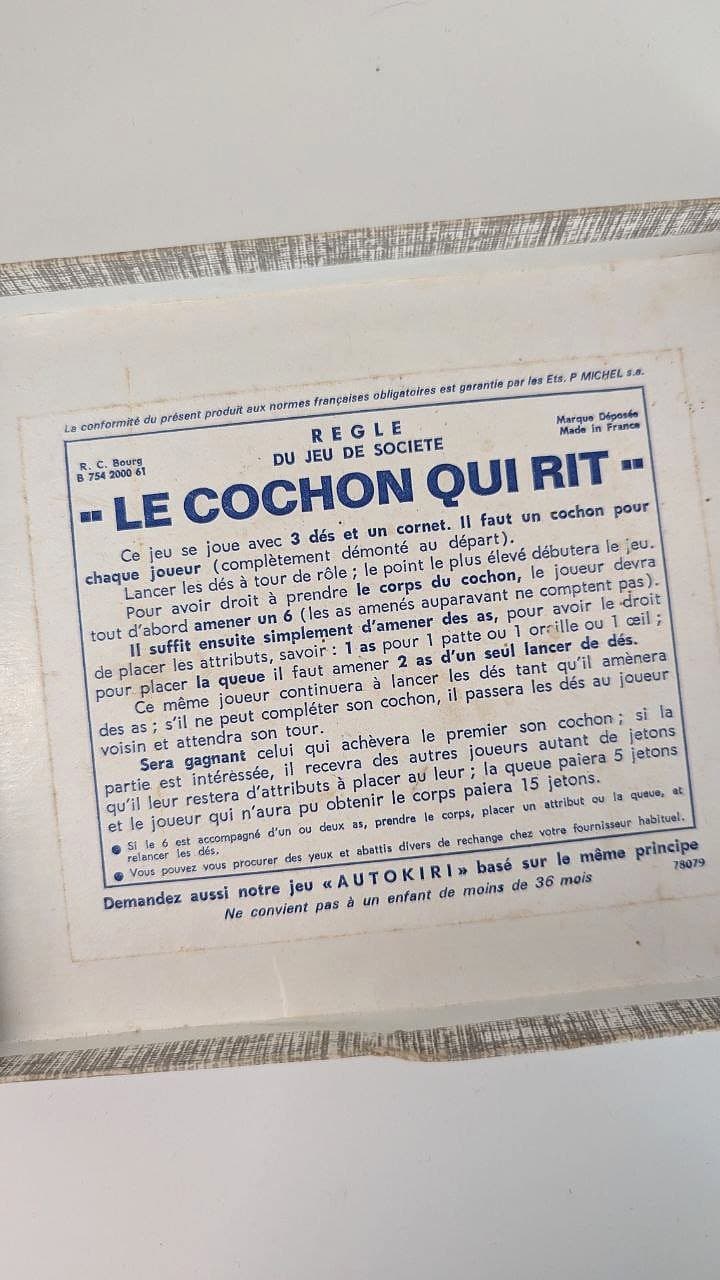 La conformité du présent produit aux normes françaises obligatoires est garantie par les Ets. P MICHEL s.a.
R. C. Bourg
B 754 2000 61
REGLE
DU JEU DE SOCIETE
Marque Déposée
Made in France
"LE COCHON QUI RIT"
Ce jeu se joue avec 3 dés et un cornet. Il faut un cochon pour
chaque joueur (complètement démonté au départ).
Lancer les dés à tour de rôle ; le point le plus élevé débutera le jeu.
Pour avoir droit à prendre le corps du cochon, le joueur devra
tout d'abord amener un 6 (les as amenés auparavant ne comptent pas).
Il suffit ensuite simplement d'amener des as, pour avoir le droit
de placer les attributs, savoir : 1 as pour 1 patte ou 1 oreille ou 1 œil ;
pour placer la queue il faut amener 2 as d'un seul lancer de dés.
Ce même joueur continuera à lancer les dés tant qu'il amènera
des as ; s'il ne peut compléter son cochon, il passera les dés au joueur
voisin et attendra son tour.
Sera gagnant celui qui achèvera le premier son cochon ; si la
partie est intéressée, il recevra des autres joueurs autant de jetons
qu'il leur restera d'attributs à placer au leur ; la queue paiera 5 jetons
et le joueur qui n'aura pu obtenir le corps paiera 15 jetons.
● Si le 6 est accompagné d'un ou deux as, prendre le corps, placer un attribut ou la queue, et
relancer les dés.
● Vous pouvez vous procurer des yeux et abattis divers de rechange chez votre fournisseur habituel.
Demandez aussi notre jeu «AUTOKIRI» basé sur le même principe
78079
Ne convient pas à un enfant de moins de 36 mois